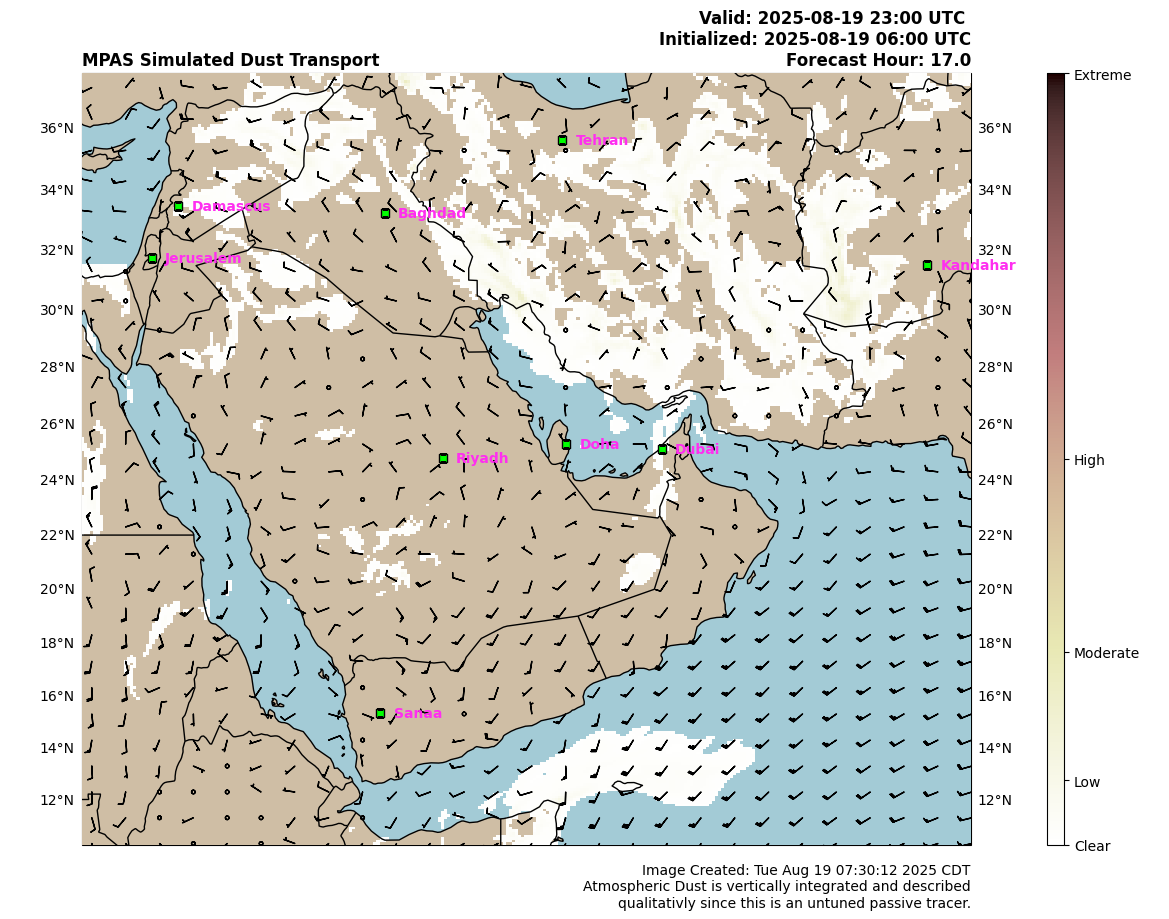 Valid: 2025-08-19 23:00 UTC
Initialized: 2025-08-19 06:00 UTC
MPAS Simulated Dust Transport
Forecast Hour: 17.0
36°N
34°N
32°N
30°N
28°N
26°N
24°N
22°N
20°N
18°N
16°N
14°N
12°N
Tehran
Damascus
Baghdad
Jerusalem
Kandahar
Doha
Dubai
Riyadh
Sanaa
36°N
34°N
32°N
30°N
28°N
26°N
24°N
22°N
20°N
18°N
16°N
14°N
12°N
Extreme
High
Moderate
Low
Clear
Image Created: Tue Aug 19 07:30:12 2025 CDT
Atmospheric Dust is vertically integrated and described
qualitativly since this is an untuned passive tracer.